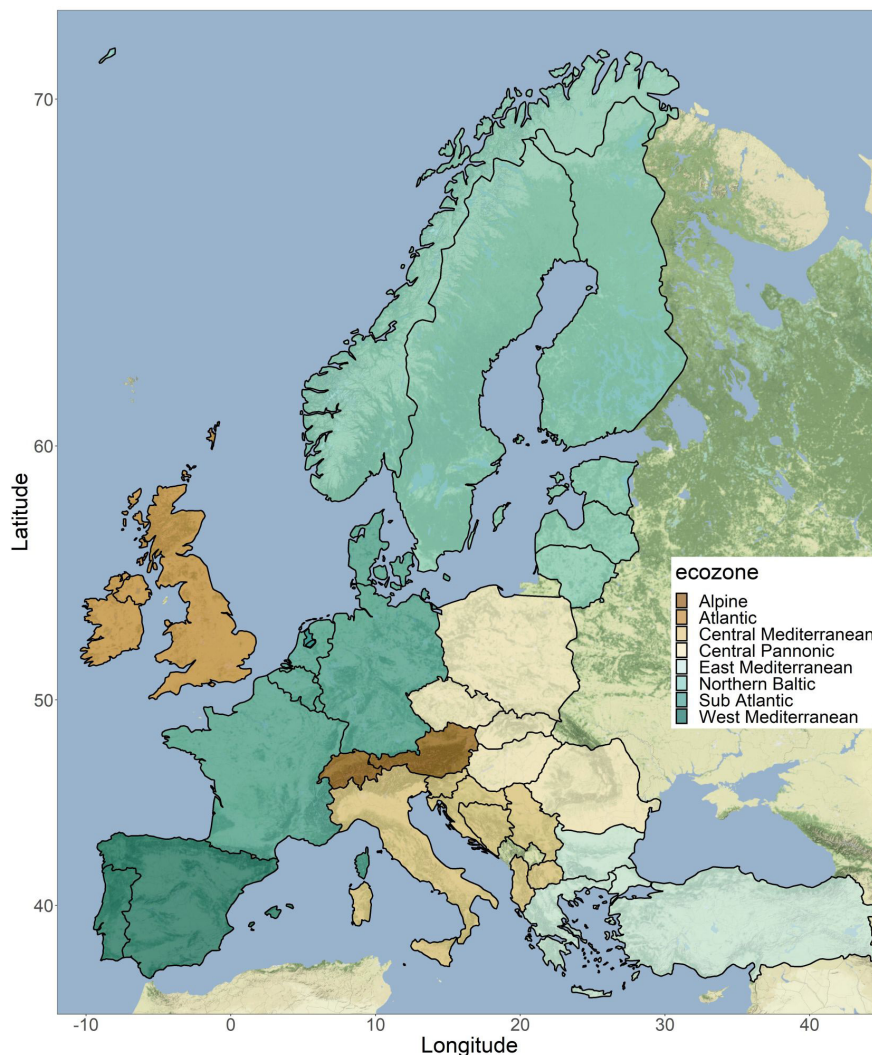 70
60
50
40
Latitude
ecozone
Alpine
Atlantic
Central Mediterranean
Central Pannonic
East Mediterranean
Northern Baltic
Sub Atlantic
West Mediterranean
-10 0 10 20 30 40
Longitude